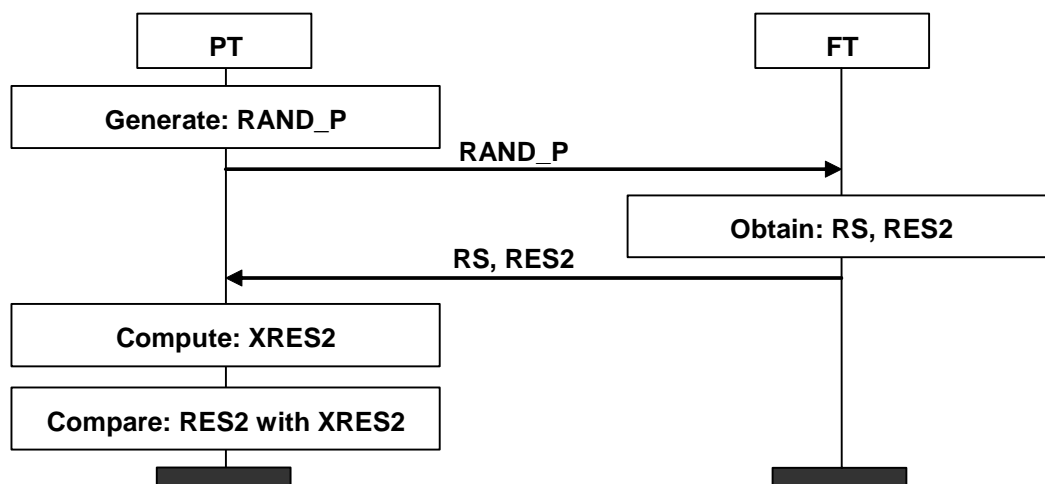 PT
FT
Generate: RAND_P
RAND_P
Obtain: RS, RES2
RS, RES2
Compute: XRES2
Compare: RES2 with XRES2